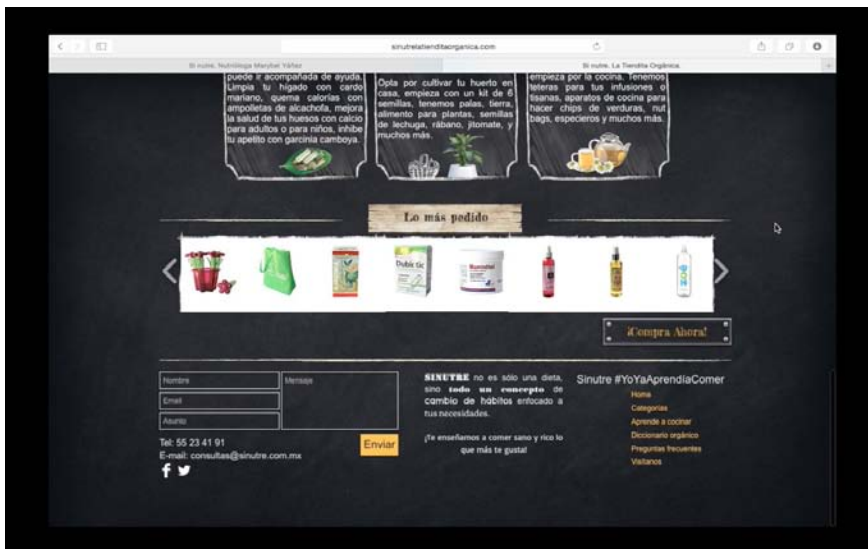 sinutrelatienditaorganica.com
Si nutre. Nutrióloga Marybel Yáñez
Si nutre. La Tiendita Orgánica.
puede ir acompañada de ayuda.
Limpia tu hígado con cardo
mariano, quema calorías con
ampolletas de alcachofa, mejora
la salud de tus huesos con calcio
para adultos o para niños, inhibe
tu apetito con garcinia camboya.
Opta por cultivar tu huerto en
casa, empieza con un kit de 6
semillas, tenemos palas, tierra,
alimento para plantas, semillas
de lechuga, rábano, jitomate, y
muchos más.
empieza por la cocina. Tenemos
teteras para tus infusiones o
tisanas, aparatos de cocina para
hacer chips de verduras, nut
bags, especieros y muchos más.
Lo más pedido
¡Compra Ahora!
Nombre
Email
Asunto
Mensaje
Tel: 55 23 41 91
E-mail: consultas@sinutre.com.mx
Enviar
SINUTRE no es sólo una dieta,
sino todo un concepto de
cambio de hábitos enfocado a
tus necesidades.
¡Te enseñamos a comer sano y rico lo
que más te gusta!
Sinutre #YoYaAprendíaComer
Home
Categorías
Aprende a cocinar
Diccionario orgánico
Preguntas frecuentes
Visítanos